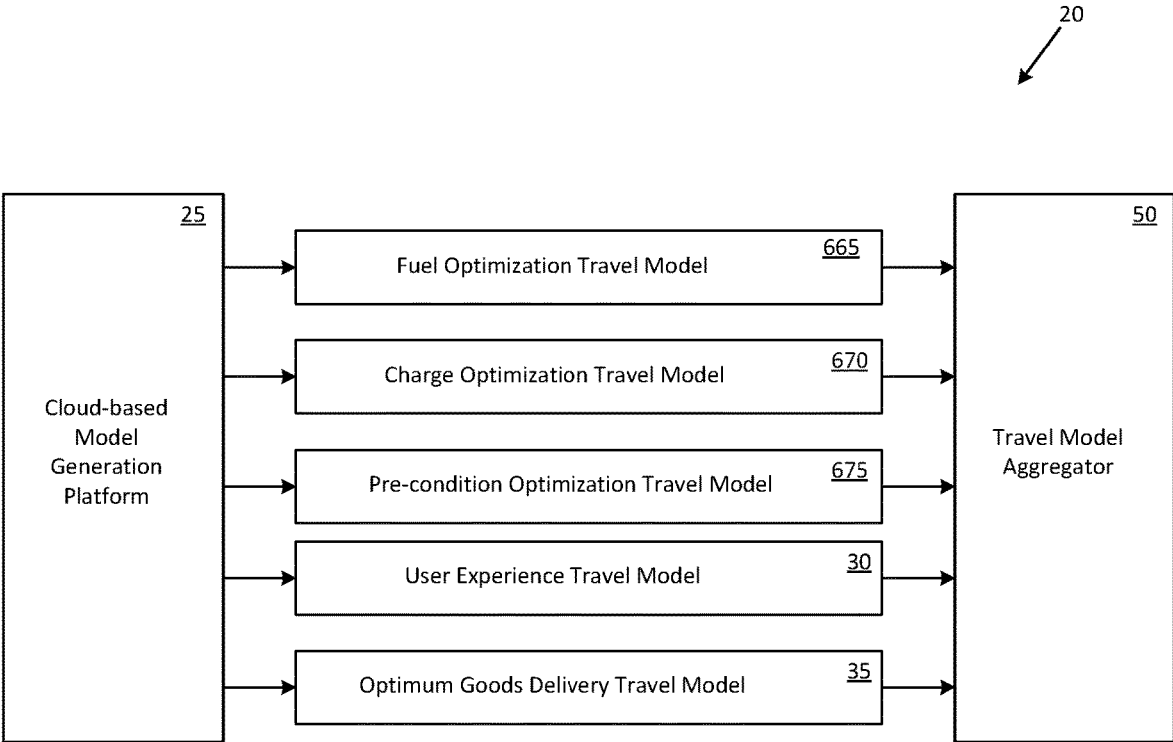 20
25
Cloud-based
Model
Generation
Platform
Fuel Optimization Travel Model
665
Charge Optimization Travel Model
670
Pre-condition Optimization Travel Model
675
User Experience Travel Model
30
Optimum Goods Delivery Travel Model
35
50
Travel Model
Aggregator